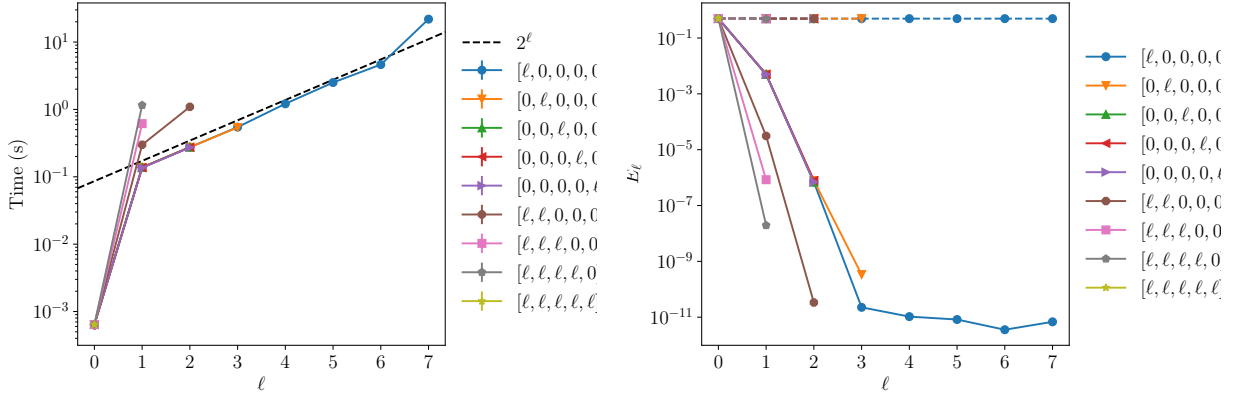 Time (s)
10^1
10^0
10^{-1}
10^{-2}
10^{-3}
0 1 2 3 4 5 6 7
ℓ
2^ℓ
[ℓ, 0, 0, 0, 0
[0, ℓ, 0, 0, 0
[0, 0, ℓ, 0, 0
[0, 0, 0, ℓ, 0
[0, 0, 0, 0, ℓ
[ℓ, ℓ, 0, 0, 0
[ℓ, ℓ, ℓ, 0, 0
[ℓ, ℓ, ℓ, ℓ, 0
[ℓ, ℓ, ℓ, ℓ, ℓ]
E_ℓ
10^{-1}
10^{-3}
10^{-5}
10^{-7}
10^{-9}
10^{-11}
0 1 2 3 4 5 6 7
ℓ
[ℓ, 0, 0, 0, 0
[0, ℓ, 0, 0, 0
[0, 0, ℓ, 0, 0
[0, 0, 0, ℓ, 0
[0, 0, 0, 0, ℓ
[ℓ, ℓ, 0, 0, 0
[ℓ, ℓ, ℓ, 0, 0
[ℓ, ℓ, ℓ, ℓ, 0
[ℓ, ℓ, ℓ, ℓ, ℓ]